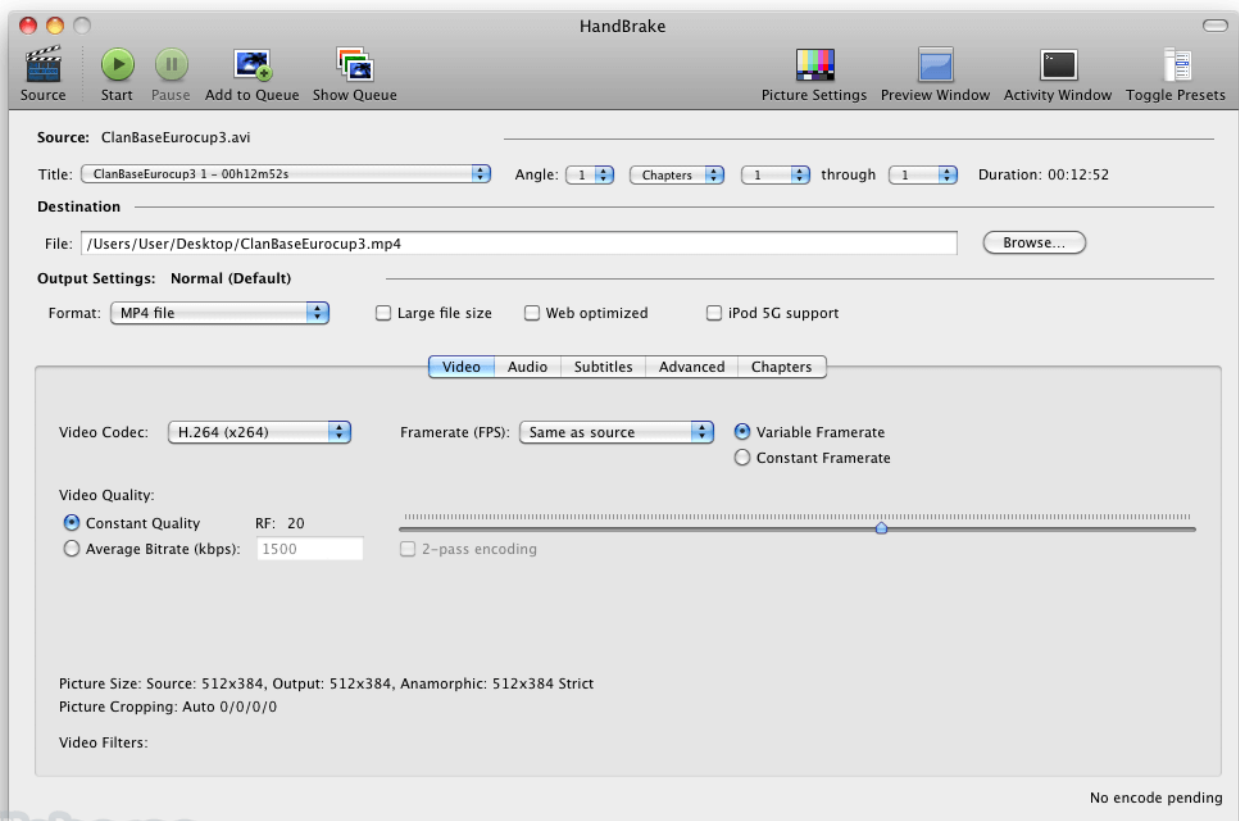 HandBrake
Source Start Pause Add to Queue Show Queue Picture Settings Preview Window Activity Window Toggle Presets
Source: ClanBaseEurocup3.avi
Title: ClanBaseEurocup3 1 - 00h12m52s Angle: 1 Chapters 1 through 1 Duration: 00:12:52
Destination
File: /Users/User/Desktop/ClanBaseEurocup3.mp4 Browse...
Output Settings: Normal (Default)
Format: MP4 file Large file size Web optimized iPod 5G support
Video Audio Subtitles Advanced Chapters
Video Codec: H.264 (x264) Framerate (FPS): Same as source Variable Framerate
Constant Framerate
Video Quality:
Constant Quality RF: 20
Average Bitrate (kbps): 1500 2-pass encoding
Picture Size: Source: 512x384, Output: 512x384, Anamorphic: 512x384 Strict
Picture Cropping: Auto 0/0/0/0
Video Filters:
No encode pending